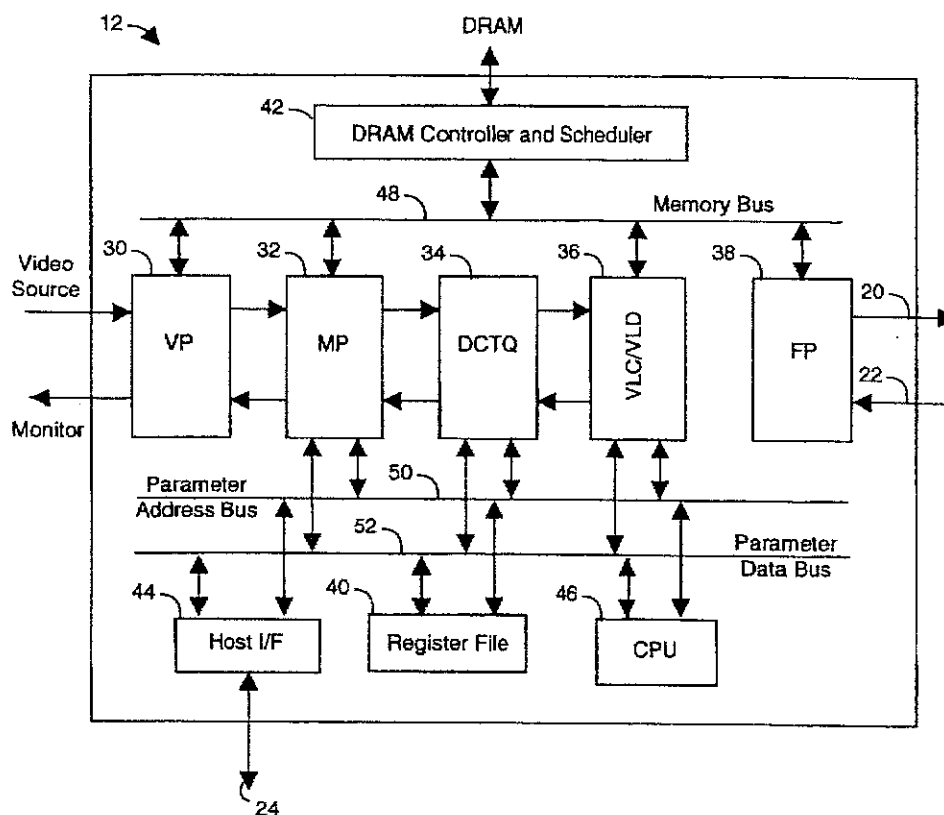 12
DRAM
42
DRAM Controller and Scheduler
48
Memory Bus
Video
Source
30
32
34
36
38
20
VP
MP
DCTQ
VLC/VLD
FP
22
Monitor
Parameter
Address Bus
50
52
Parameter
Data Bus
44
40
46
Host I/F
Register File
CPU
24